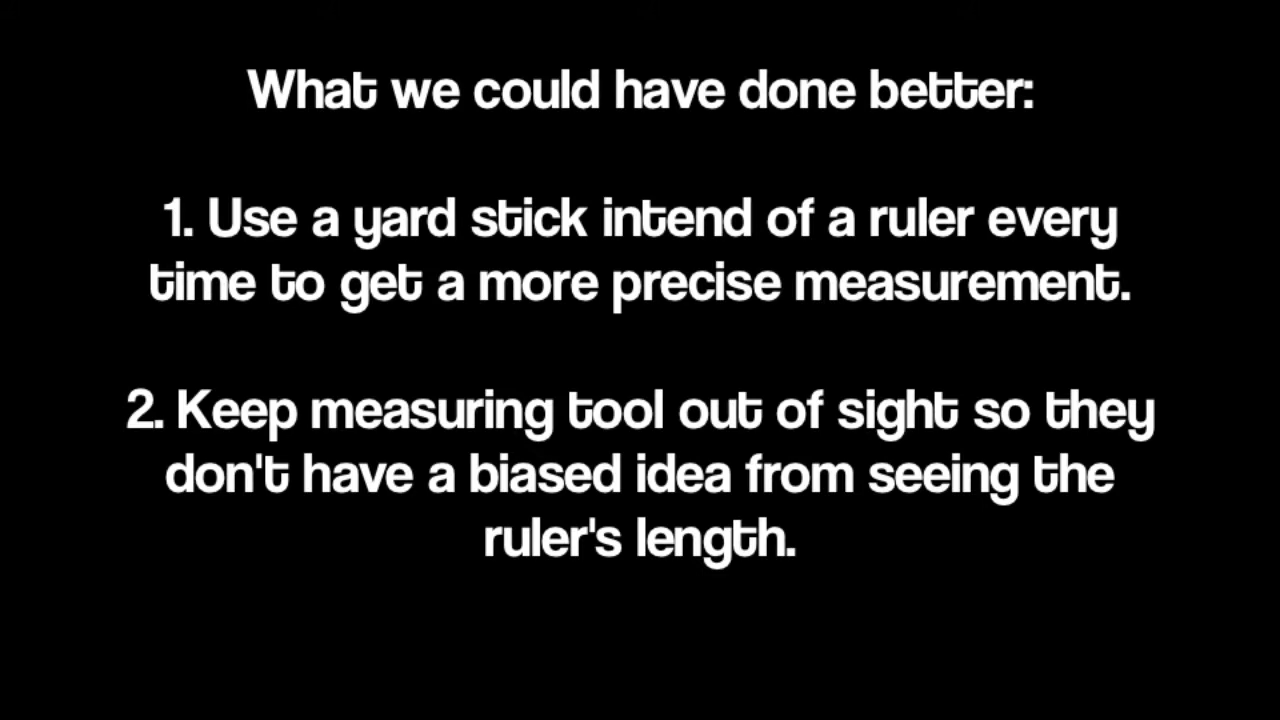 What we could have done better:
1. Use a yard stick intend of a ruler every
time to get a more precise measurement.
2. Keep measuring tool out of sight so they
don't have a biased idea from seeing the
ruler's length.